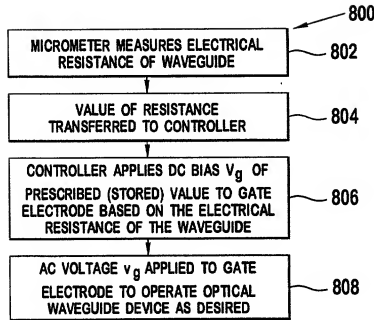 800
MICROMETER MEASURES ELECTRICAL
RESISTANCE OF WAVEGUIDE
802
VALUE OF RESISTANCE
TRANSFERRED TO CONTROLLER
804
CONTROLLER APPLIES DC BIAS Vg OF
PRESCRIBED (STORED) VALUE TO GATE
ELECTRODE BASED ON THE ELECTRICAL
RESISTANCE OF THE WAVEGUIDE
806
AC VOLTAGE vg APPLIED TO GATE
ELECTRODE TO OPERATE OPTICAL
WAVEGUIDE DEVICE AS DESIRED
808